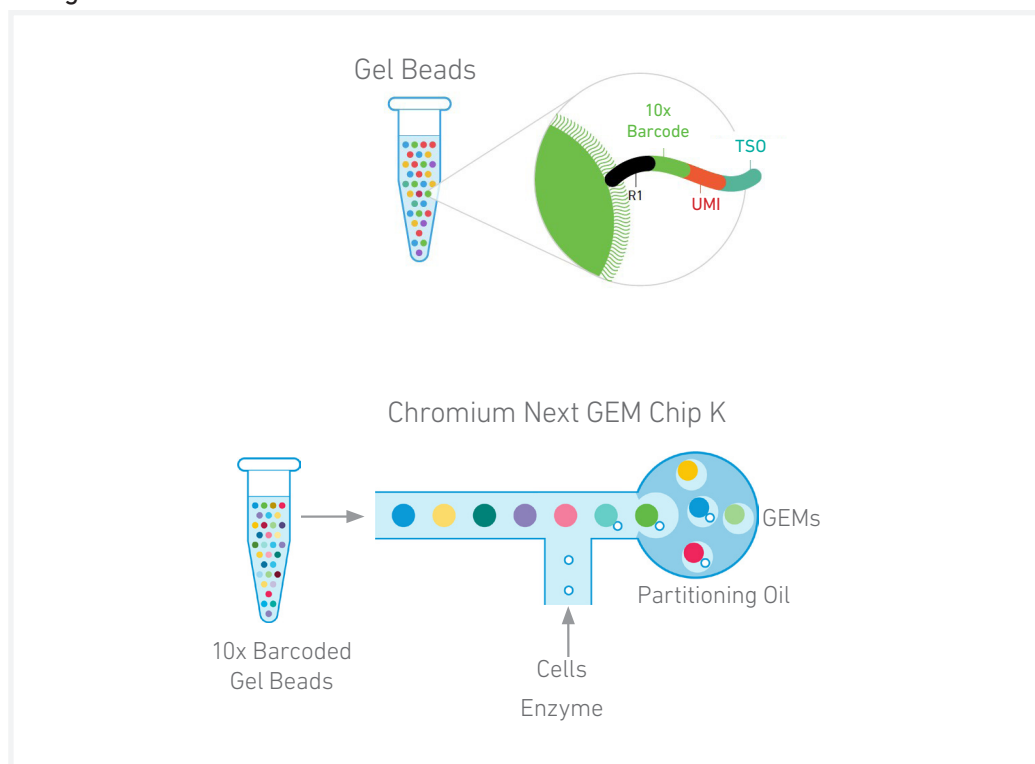 Gel Beads
10x
Barcode
TSO
R1
UMI
Chromium Next GEM Chip K
GEMs
Partitioning Oil
10x Barcoded
Gel Beads
Cells
Enzyme